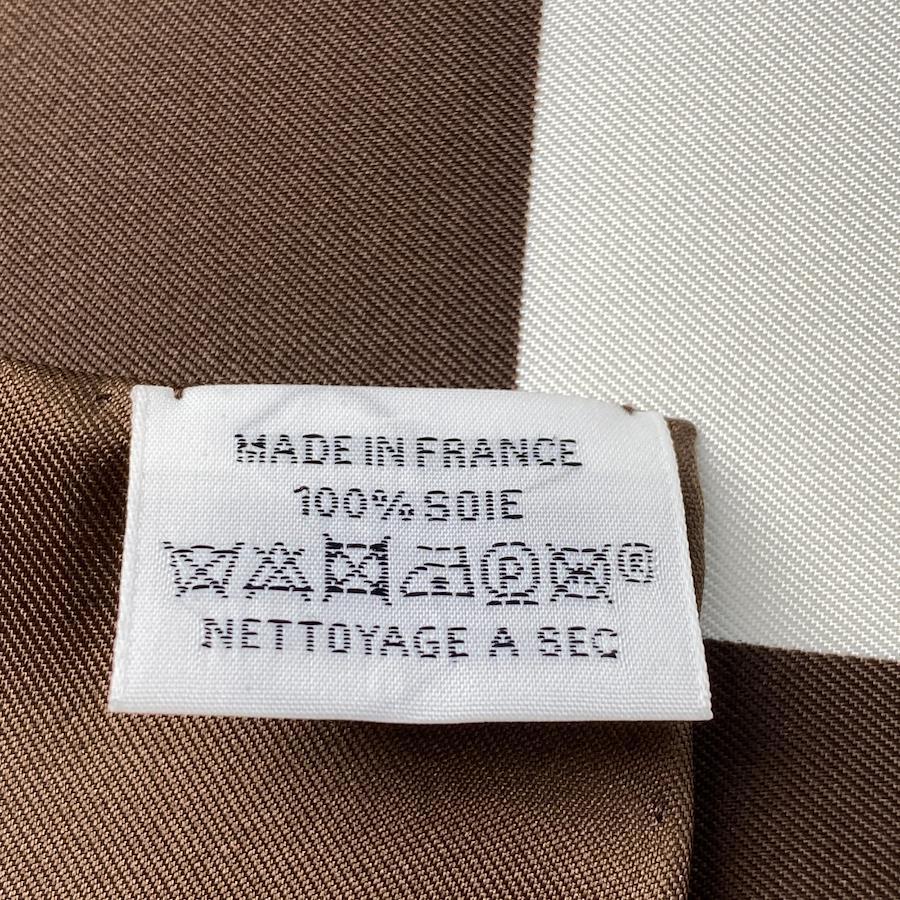 MADE IN FRANCE
100% SOIE
P ®
NETTOYAGE A SEC